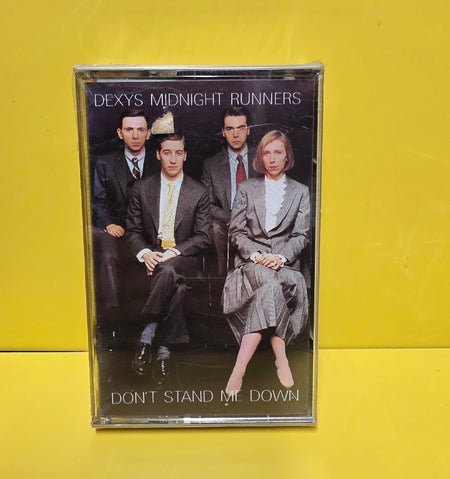 DEXYS MIDNIGHT RUNNERS
DON'T STAND ME DOWN